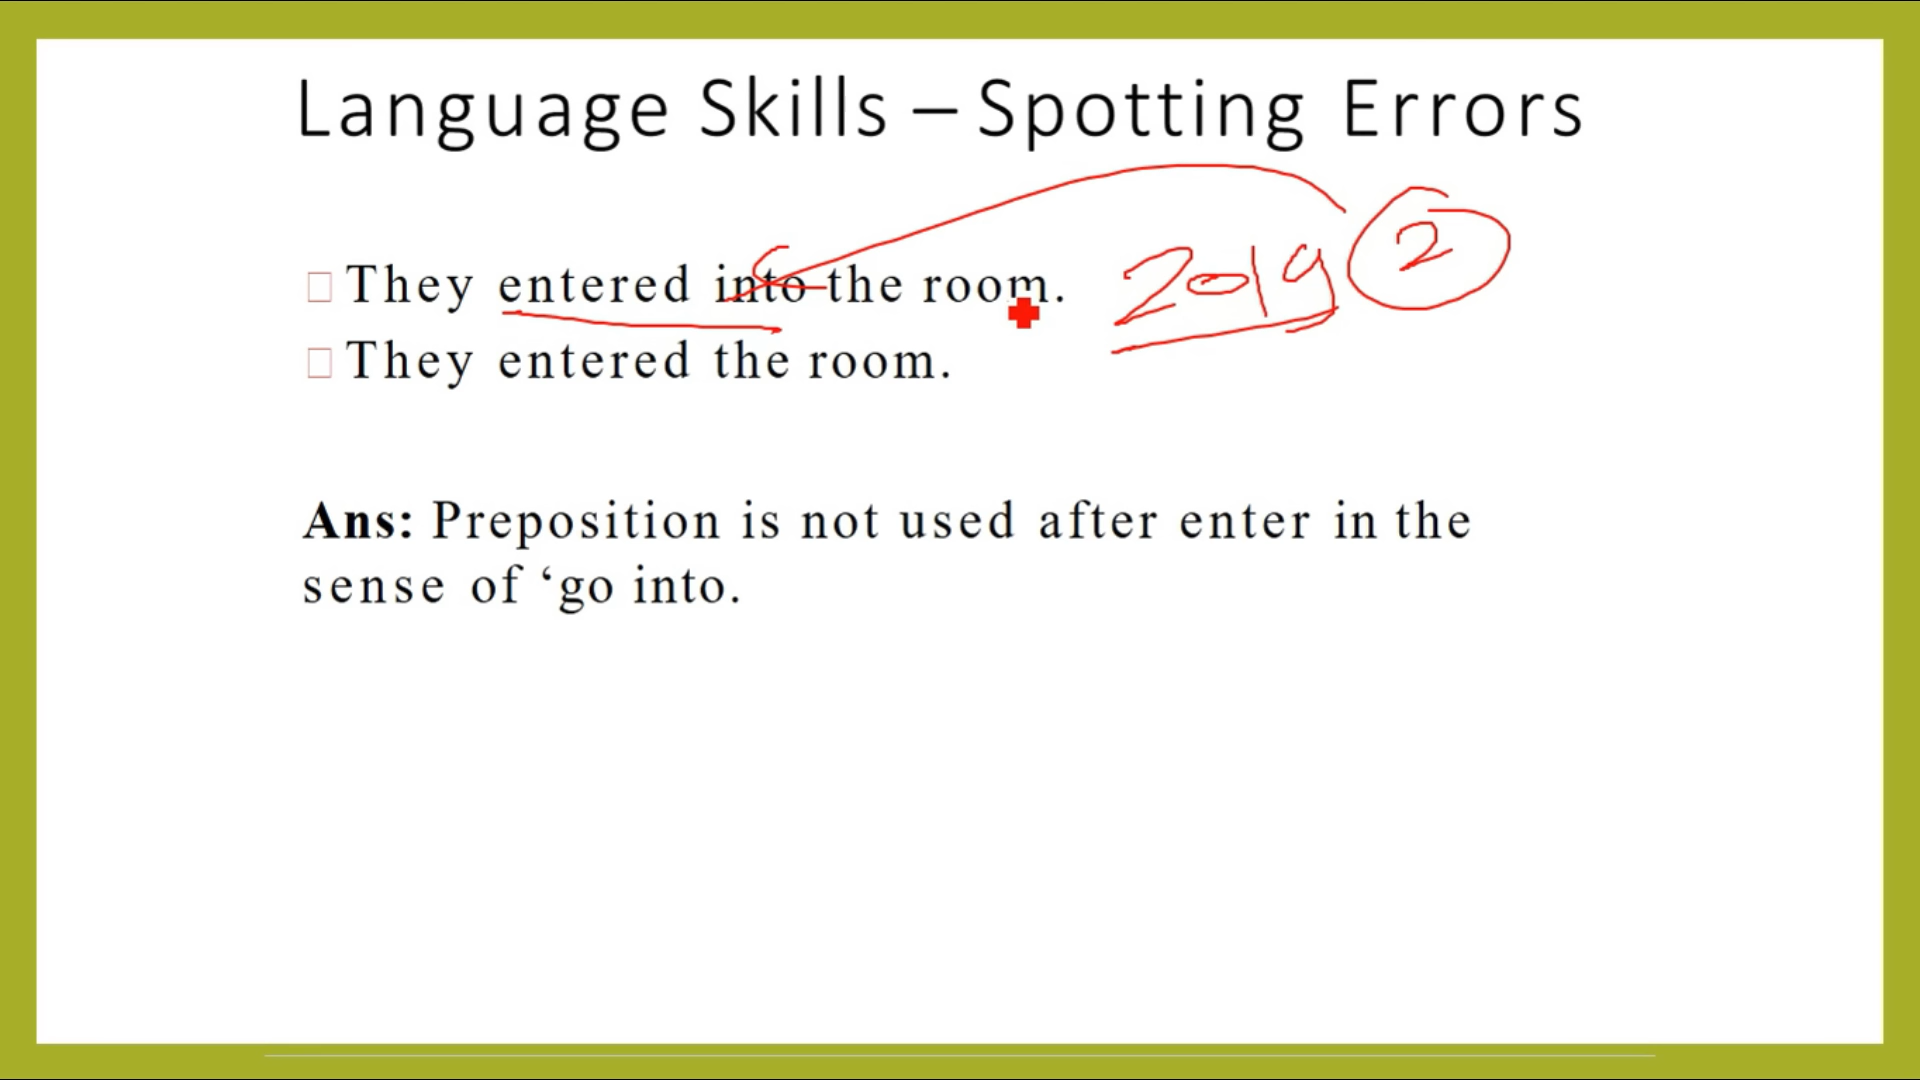 Language Skills – Spotting Errors
They entered into the room. 2019 2
They entered the room.
Ans: Preposition is not used after enter in the
sense of ‘go into.